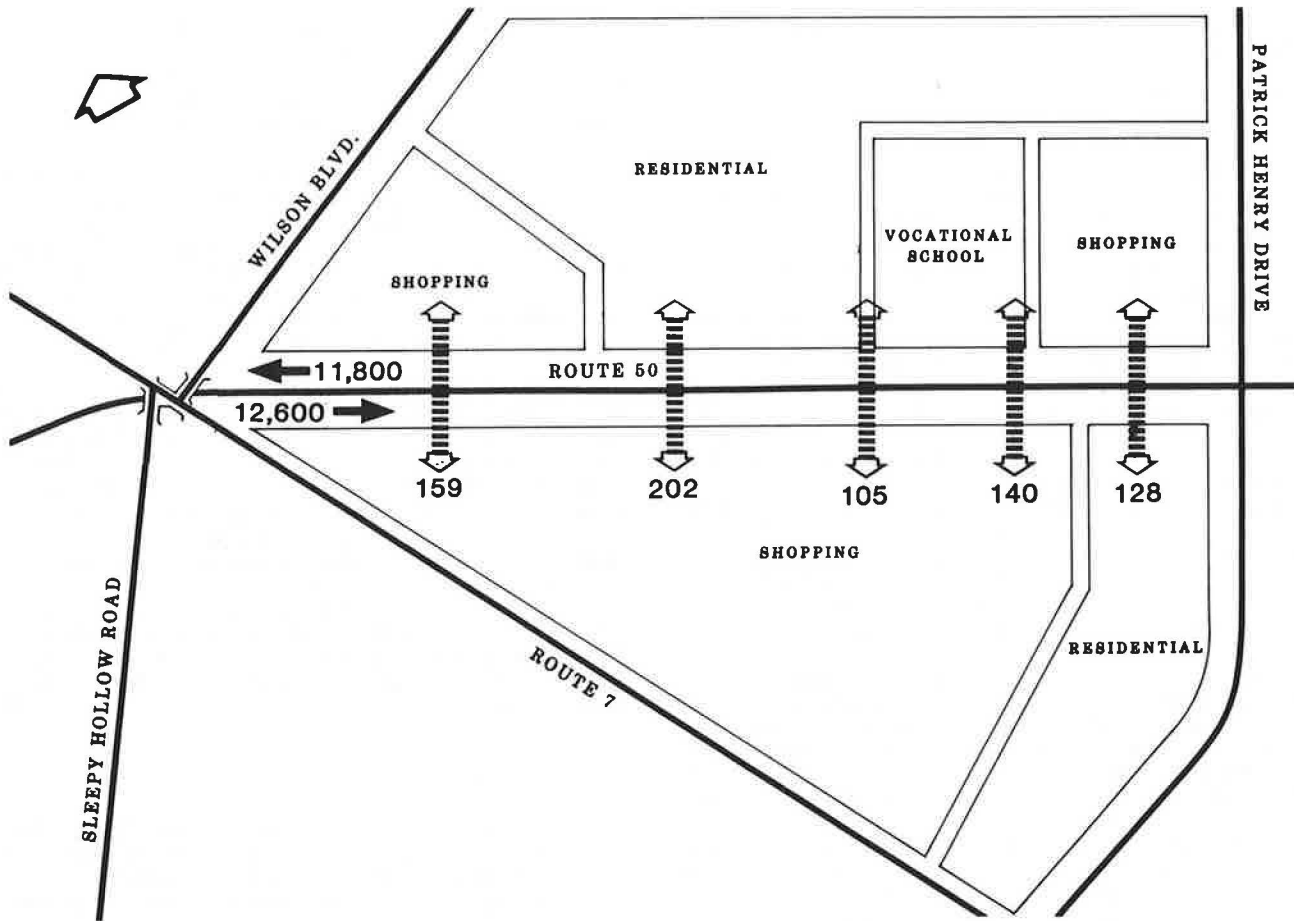 PATRICK HENRY DRIVE
WILSON BLVD.
RESIDENTIAL
VOCATIONAL
SCHOOL
SHOPPING
SHOPPING
11,800
ROUTE 50
12,600
159
202
105
140
128
SHOPPING
SLEEPY HOLLOW ROAD
ROUTE 7
RESIDENTIAL